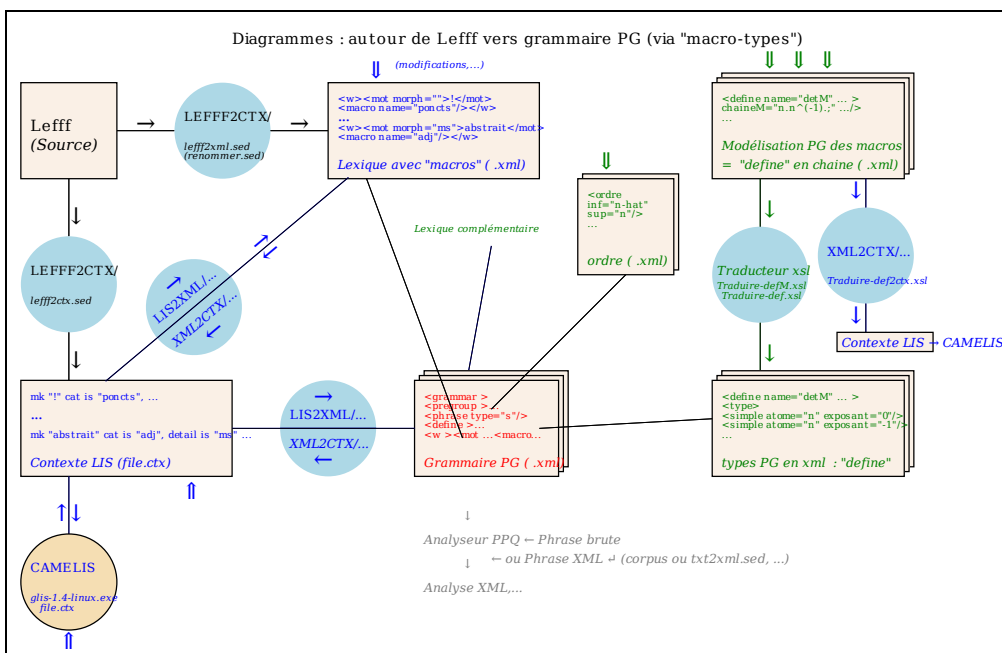 Diagrammes : autour de Lefff vers grammaire PG (via "macro-types")
⇓ (modifications,...)
⇓ ⇓ ⇓
Lefff
(Source)
→
LEFFF2CTX/
lefff2xml.sed
(renommer.sed)
→
<w><mot morph ="">!</mot>
<macro name="poncts"/></w>
...
<w><mot morph ="ms">abstrait</mot>
<macro name="adj"/></w>
Lexique avec "macros" ( .xml)
<define name="detM" ... >
chaineM="n.n^(-1).;" .../>
...
Modélisation PG des macros
= "define" en chaine ( .xml)
⇓
<ordre
inf="n-hat"
sup="n"/>
...
ordre ( .xml)
Lexique complémentaire
↓
LEFFF2CTX/
lefff2ctx.sed
↓
→
←
→
LIS2XML/...
XML2CTX/...
←
↓
Traducteur xsl
Traduire-defM.xsl
Traduire-def.xsl
↓
↓
XML2CTX/...
Traduire-def2ctx.xsl
↓
Contexte LIS → CAMELIS
mk "!" cat is "poncts", ...
...
mk "abstrait" cat is "adj", detail is "ms" ...
Contexte LIS (file.ctx)
→
LIS2XML/...
XML2CTX/...
←
<grammar >
<pregroup >...
<phrase type="s"/>
<define >...
<w ><mot ...<macro...
Grammaire PG ( .xml)
<define name="detM" ... >
<type>
<simple atome="n" exposant="0"/>
<simple atome="n" exposant="-1"/>
...
types PG en xml : "define"
⇑
↑↓
CAMELIS
glis-1.4-linux.exe
file.ctx
⇑
↓
Analyseur PPQ ← Phrase brute
↓ ← ou Phrase XML ↵ (corpus ou txt2xml.sed, ...)
Analyse XML,...